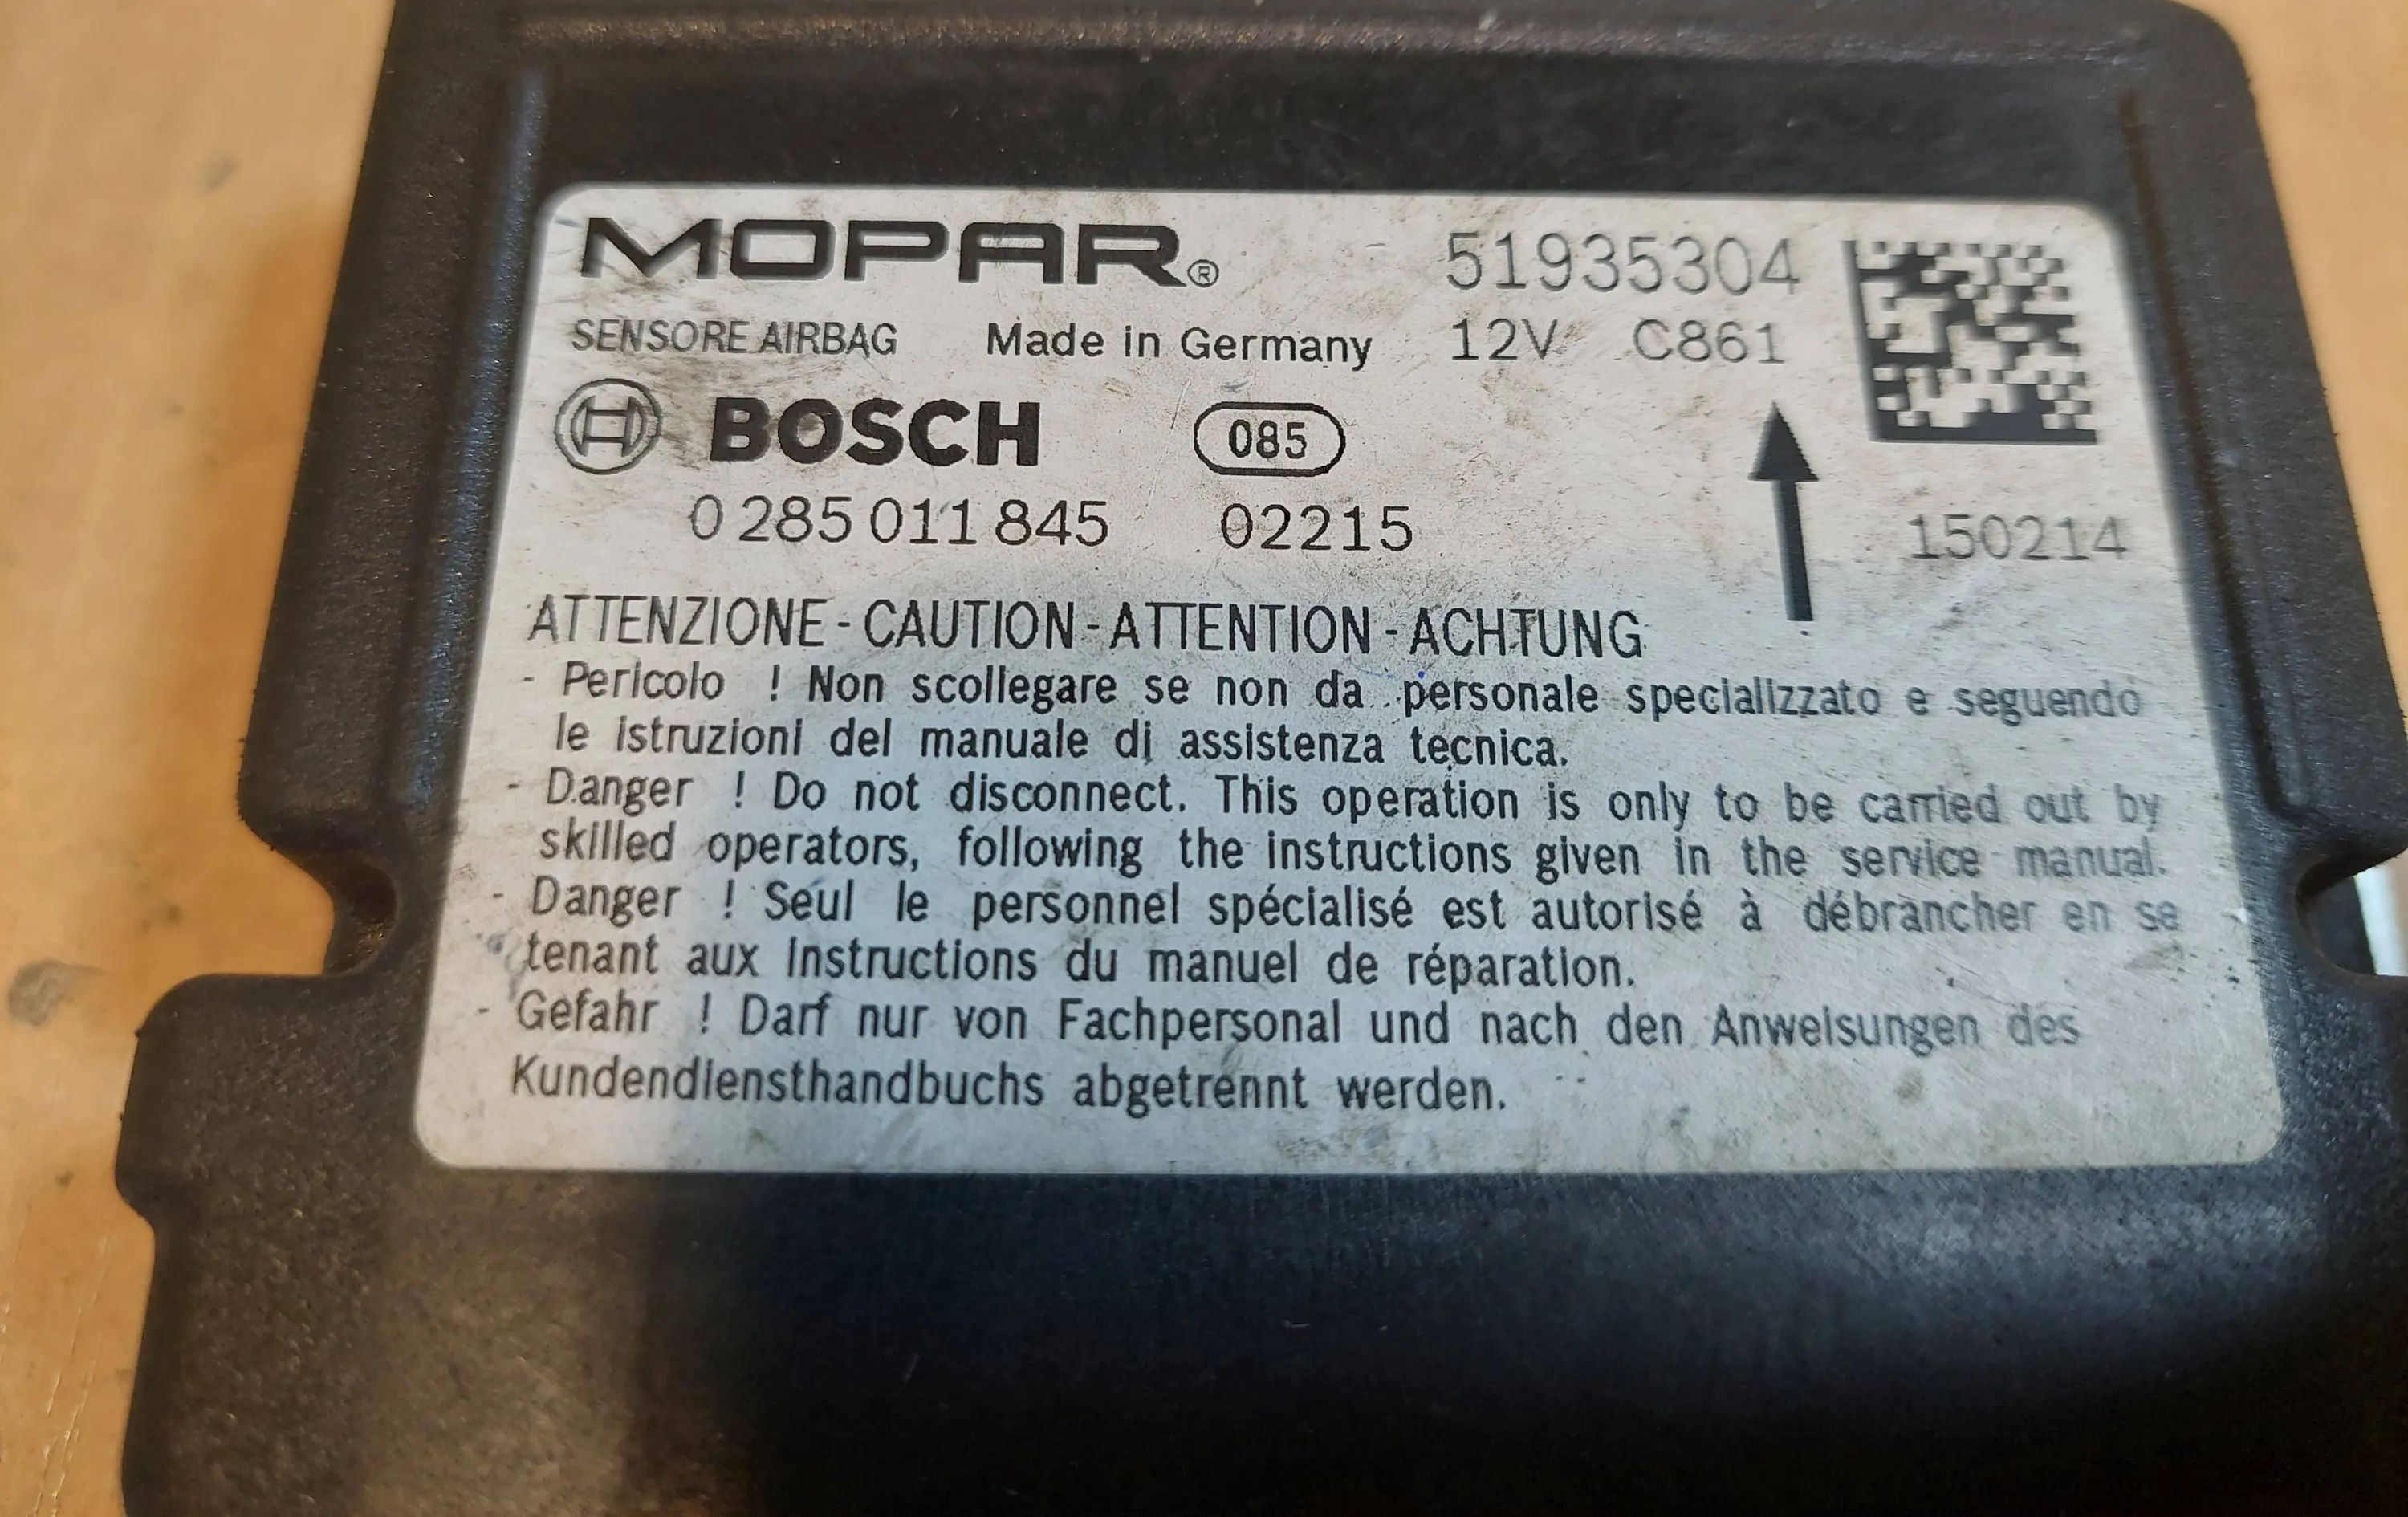 MOPAR® 51935304
SENSORE AIRBAG Made in Germany 12V C861
BOSCH 085
0 285 011 845 02215 150214
ATTENZIONE - CAUTION - ATTENTION - ACHTUNG
- Pericolo ! Non scollegare se non da personale specializzato e seguendo
le istruzioni del manuale di assistenza tecnica.
- Danger ! Do not disconnect. This operation is only to be carried out by
skilled operators, following the instructions given in the service manual.
- Danger ! Seul le personnel spécialisé est autorisé à débrancher en se
tenant aux instructions du manuel de réparation.
- Gefahr ! Darf nur von Fachpersonal und nach den Anweisungen des
Kundendiensthandbuchs abgetrennt werden.